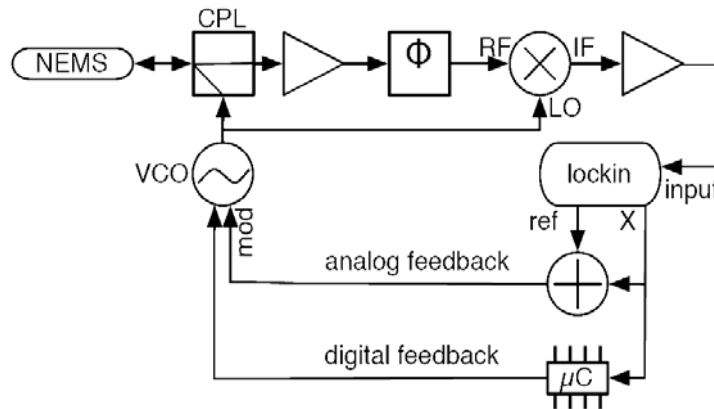 CPL
NEMS
Φ
RF
IF
LO
VCO
mod
lockin
input
ref
X
analog feedback
digital feedback
μC